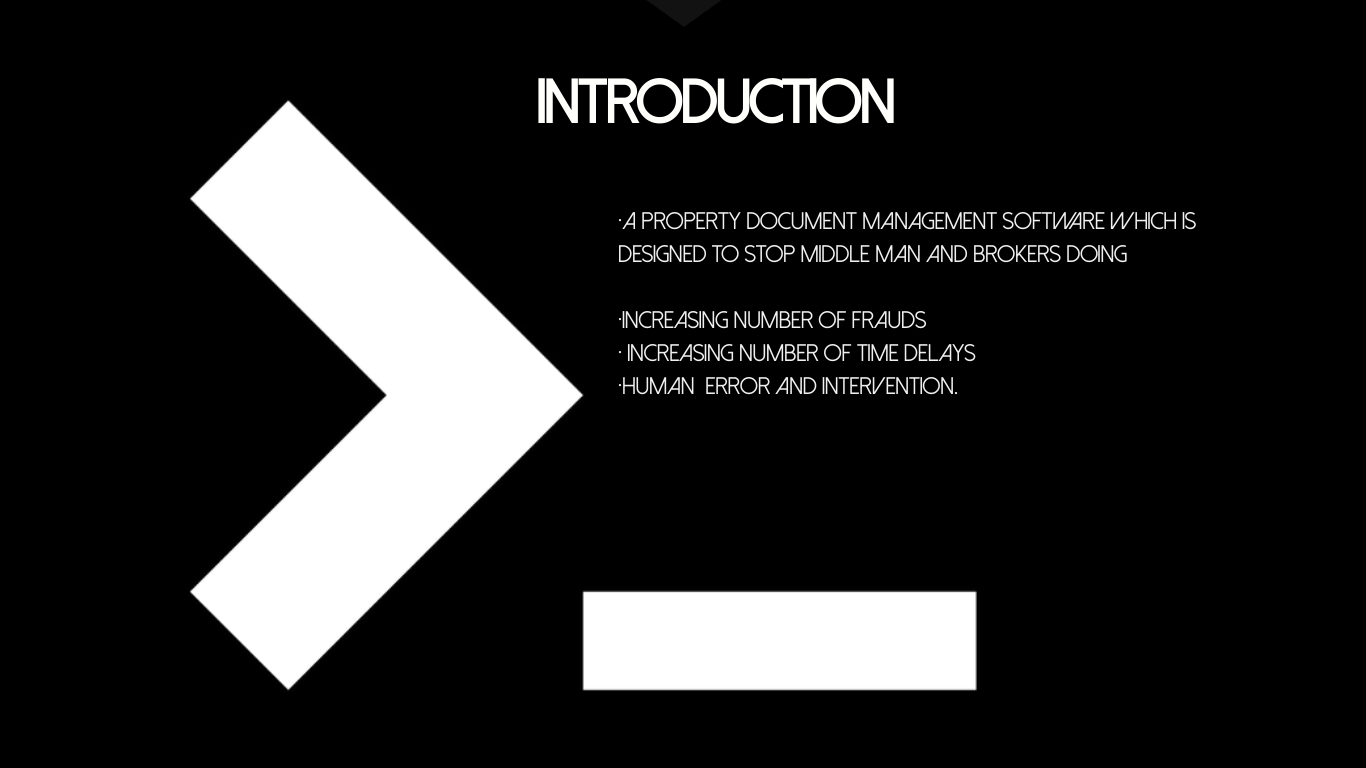 INTRODUCTION
·A PROPERTY DOCUMENT MANAGEMENT SOFTWARE WHICH IS
DESIGNED TO STOP MIDDLE MAN AND BROKERS DOING
·INCREASING NUMBER OF FRAUDS
· INCREASING NUMBER OF TIME DELAYS
·HUMAN  ERROR AND INTERVENTION.